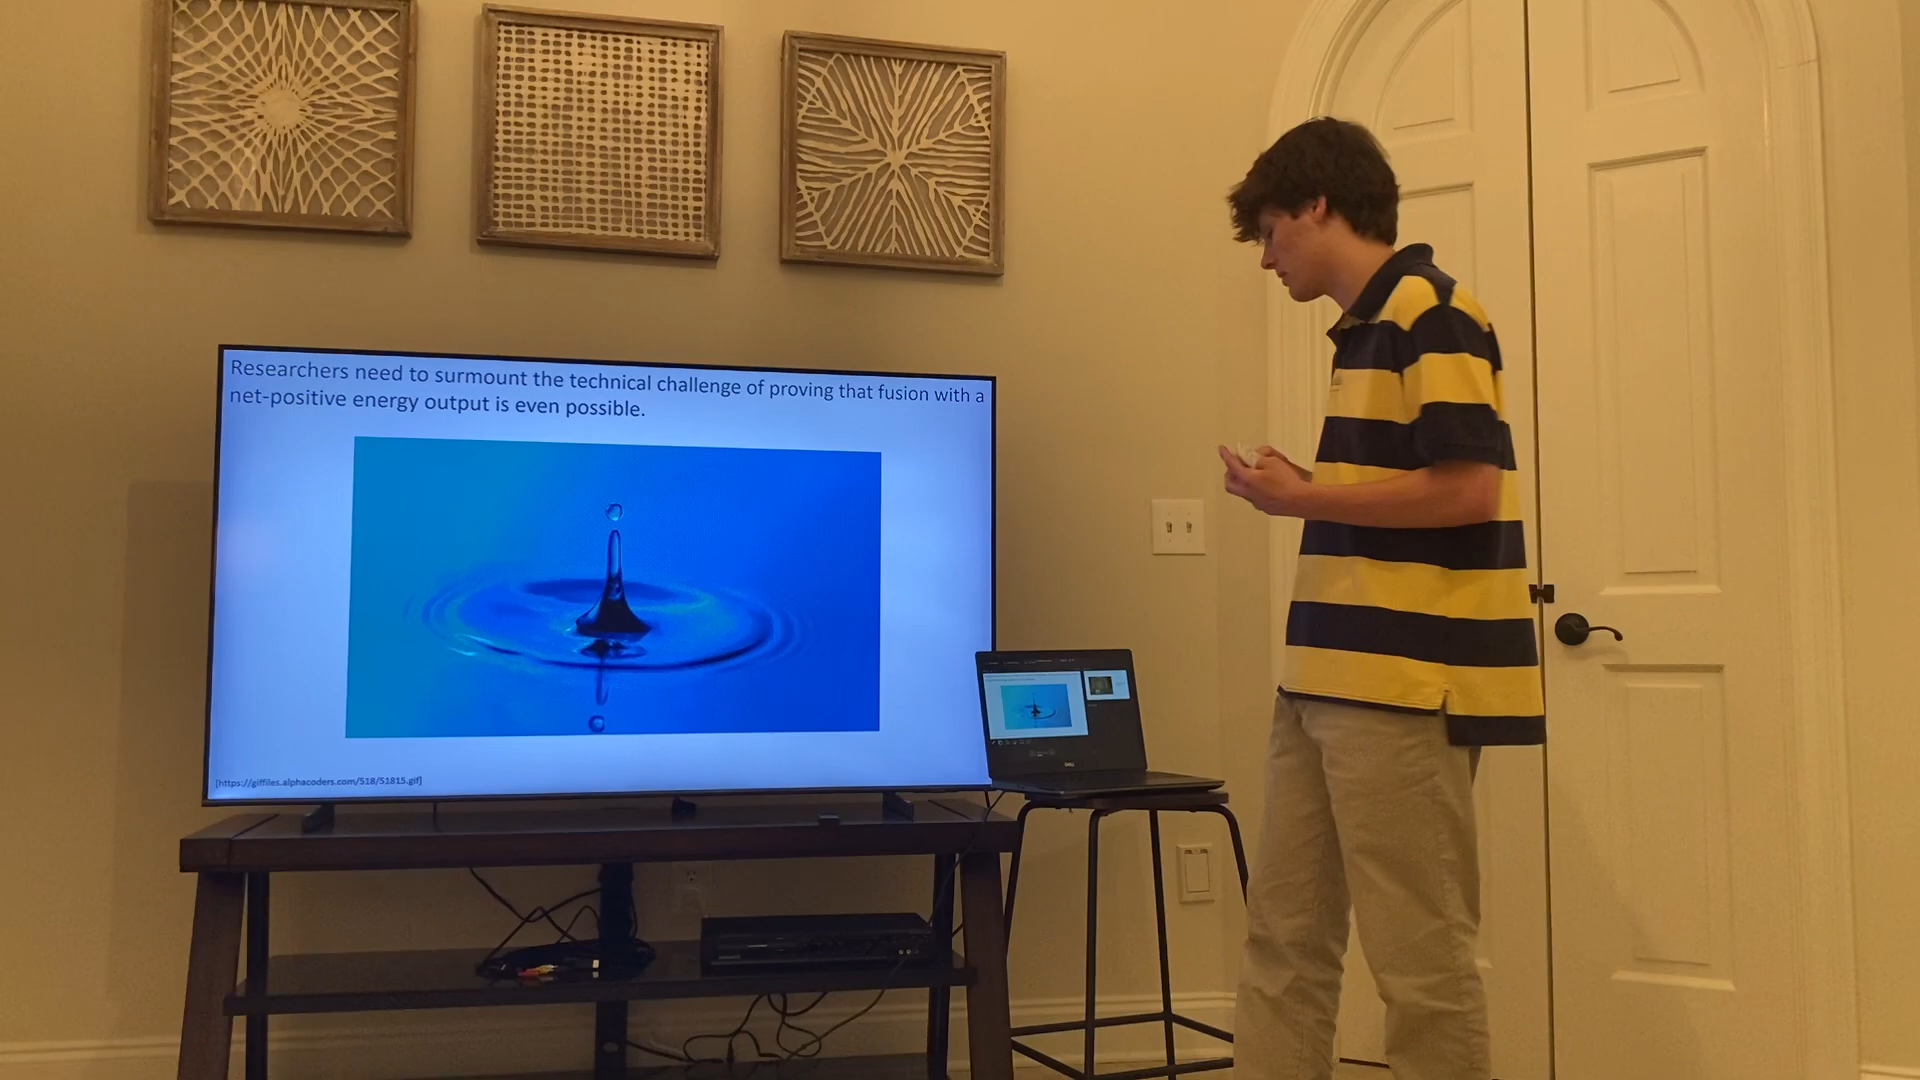 Researchers need to surmount the technical challenge of proving that fusion with a
net-positive energy output is even possible.
[https://giffiles.alphacoders.com/518/51815.gif]
DELL